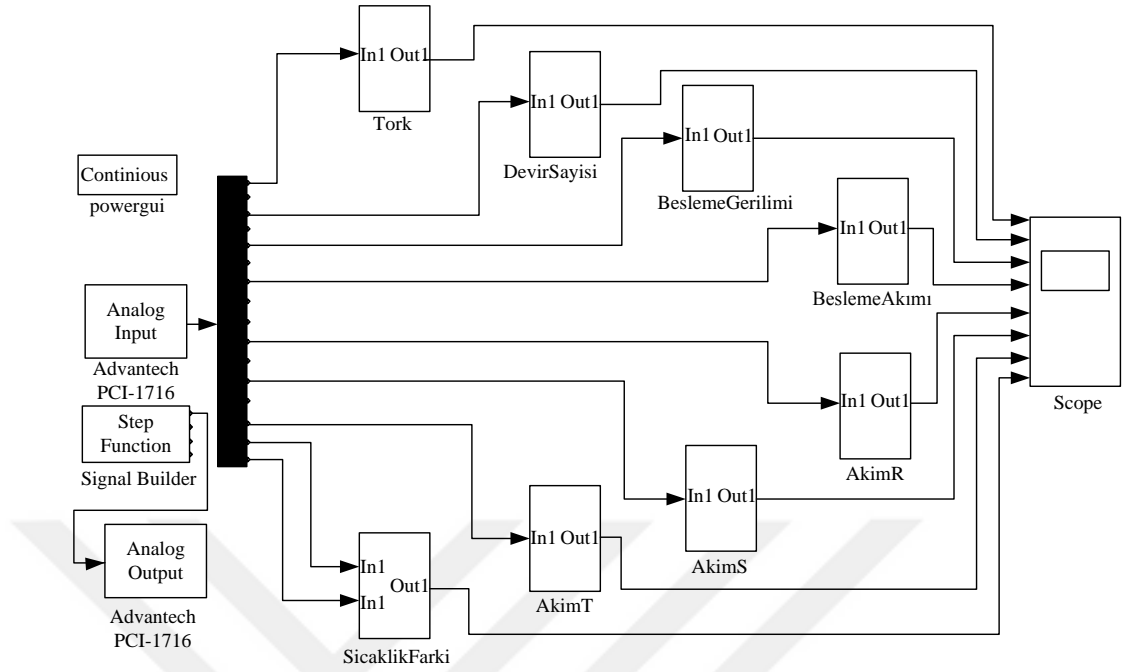 In1 Out1
Tork
In1 Out1
DevirSayisi
In1 Out1
BeslemeGerilimi
Continious
powergui
In1 Out1
BeslemeAkımı
Analog
Input
Advantech
PCI-1716
Scope
In1 Out1
AkimR
Step
Function
Signal Builder
In1 Out1
AkimS
In1 Out1
AkimT
Analog
Output
Advantech
PCI-1716
In1
Out1
In1
SicaklikFarki